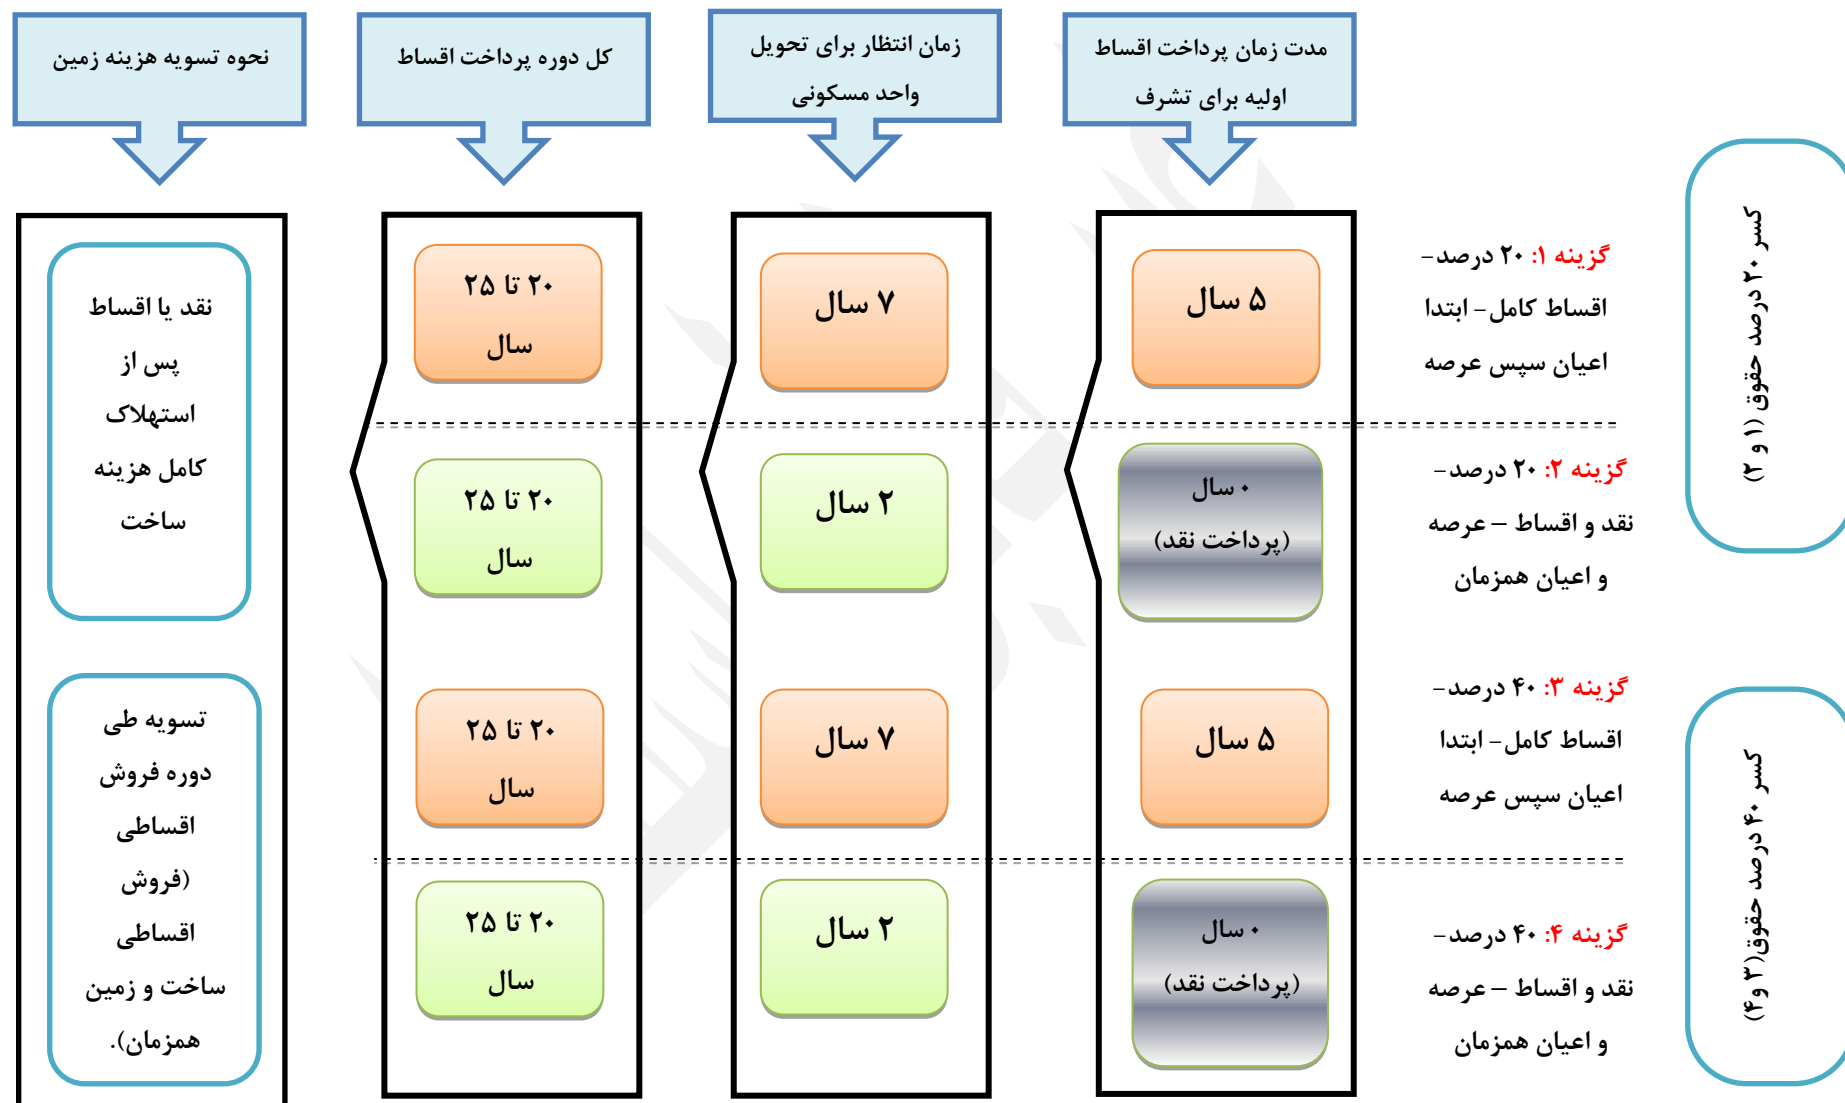 مدت زمان پرداخت اقساط
اولیه برای تشرف
زمان انتظار برای تحویل
واحد مسکونی
کل دوره پرداخت اقساط
نحوه تسویه هزینه زمین
کسر ۲۰ درصد حقوق (۱ و ۲)
گزینه ۱: ۲۰ درصد-
اقساط کامل- ابتدا
اعیان سپس عرصه
۵ سال
۷ سال
۲۰ تا ۲۵
سال
گزینه ۲: ۲۰ درصد-
نقد و اقساط – عرصه
و اعیان همزمان
۰ سال
(پرداخت نقد)
۲ سال
۲۰ تا ۲۵
سال
نقد یا اقساط
پس از
استهلاک
کامل هزینه
ساخت
کسر ۴۰ درصد حقوق(۳ و۴)
گزینه ۳: ۴۰ درصد-
اقساط کامل- ابتدا
اعیان سپس عرصه
۵ سال
۷ سال
۲۰ تا ۲۵
سال
گزینه ۴: ۴۰ درصد-
نقد و اقساط – عرصه
و اعیان همزمان
۰ سال
(پرداخت نقد)
۲ سال
۲۰ تا ۲۵
سال
تسویه طی
دوره فروش
اقساطی
(فروش
اقساطی
ساخت و زمین
همزمان).